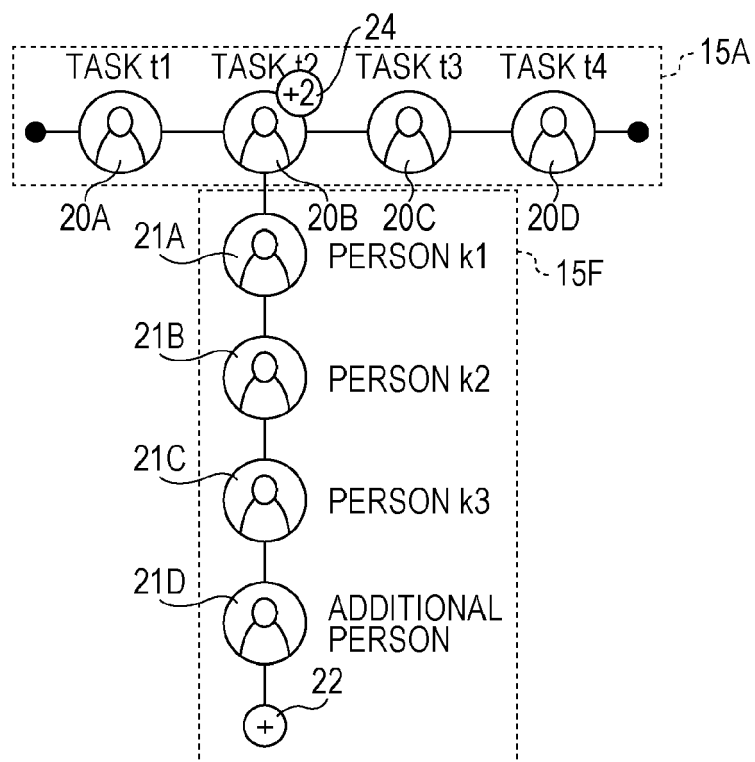 24
TASK t1 TASK t2 TASK t3 TASK t4 15A
+2
20A 20B 20C 20D
21A PERSON k1 15F
21B PERSON k2
21C PERSON k3
21D ADDITIONAL
PERSON
22
+